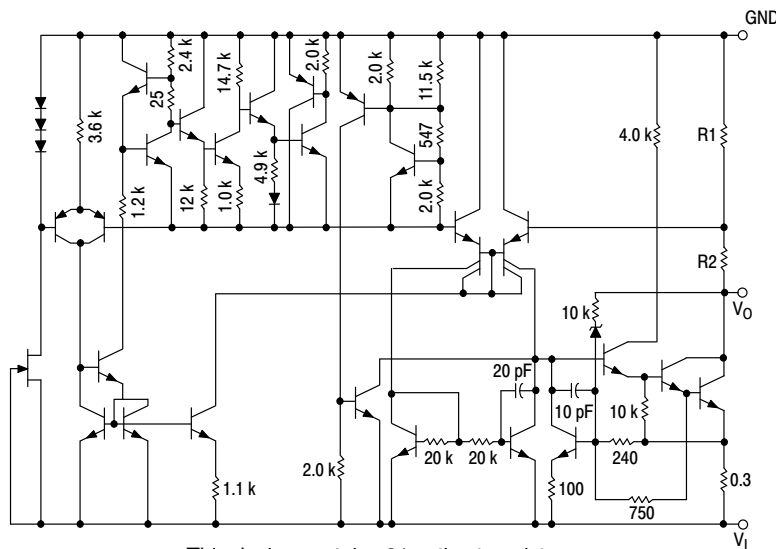 GND
2.4 k
2.0 k
14.7 k
2.0 k
11.5 k
25
3.6 k
547
4.0 k
R1
4.9 k
1.2 k
12 k
1.0 k
2.0 k
R2
10 k
VO
20 pF
10 pF
10 k
20 k
20 k
240
2.0 k
0.3
1.1 k
100
750
VI